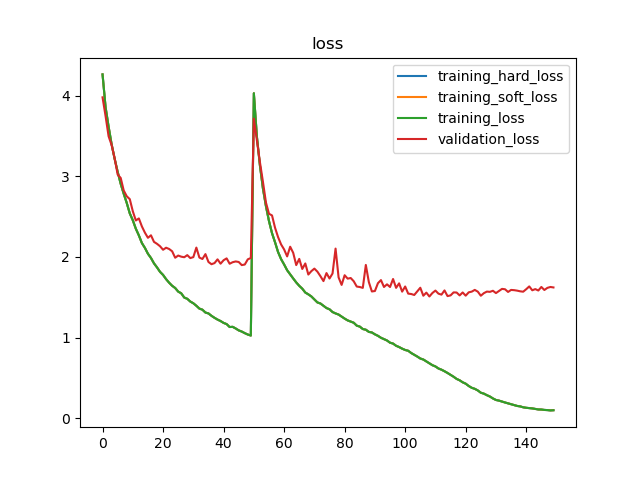 loss
training_hard_loss
training_soft_loss
training_loss
validation_loss
4
3
2
1
0
0 20 40 60 80 100 120 140